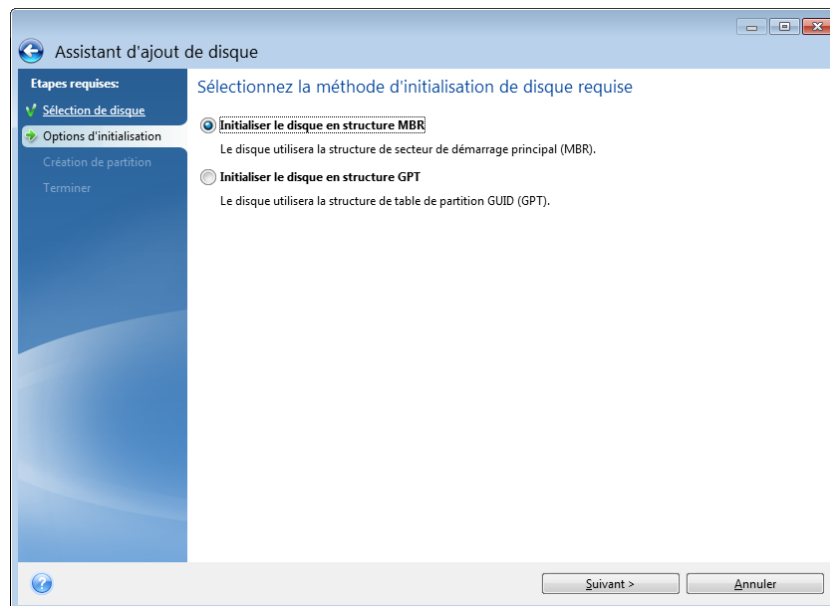 Assistant d'ajout de disque
Etapes requises:
Sélection de disque
Options d'initialisation
Création de partition
Terminer
Sélectionnez la méthode d'initialisation de disque requise
Initialiser le disque en structure MBR
Le disque utilisera la structure de secteur de démarrage principal (MBR).
Initialiser le disque en structure GPT
Le disque utilisera la structure de table de partition GUID (GPT).
Suivant >
Annuler